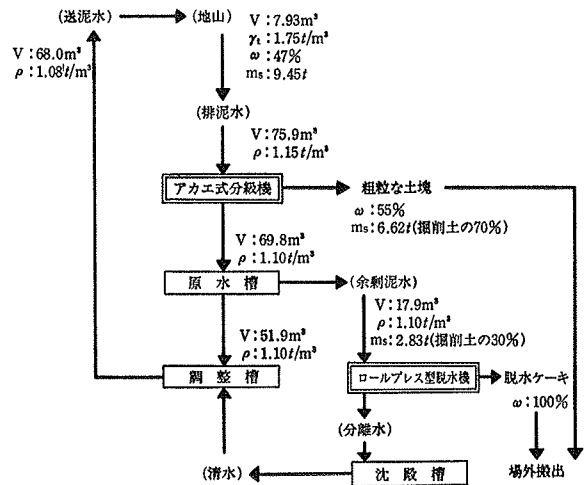 (送泥水)
(地山)
V:7.93m³
γt:1.75t/m³
ω:47%
ms:9.45t
V:68.0m³
ρ:1.08t/m³
(排泥水)
V:75.9m³
ρ:1.15t/m³
アカエ式分級機
粗粒な土塊
ω:55%
ms:6.62t(掘削土の70%)
V:69.8m³
ρ:1.10t/m³
原水槽
(余剰泥水)
V:17.9m³
ρ:1.10t/m³
ms:2.83t(掘削土の30%)
V:51.9m³
ρ:1.10t/m³
調整槽
ロールプレス型脱水機
脱水ケーキ
ω:100%
(分離水)
(清水)
沈殿槽
場外搬出